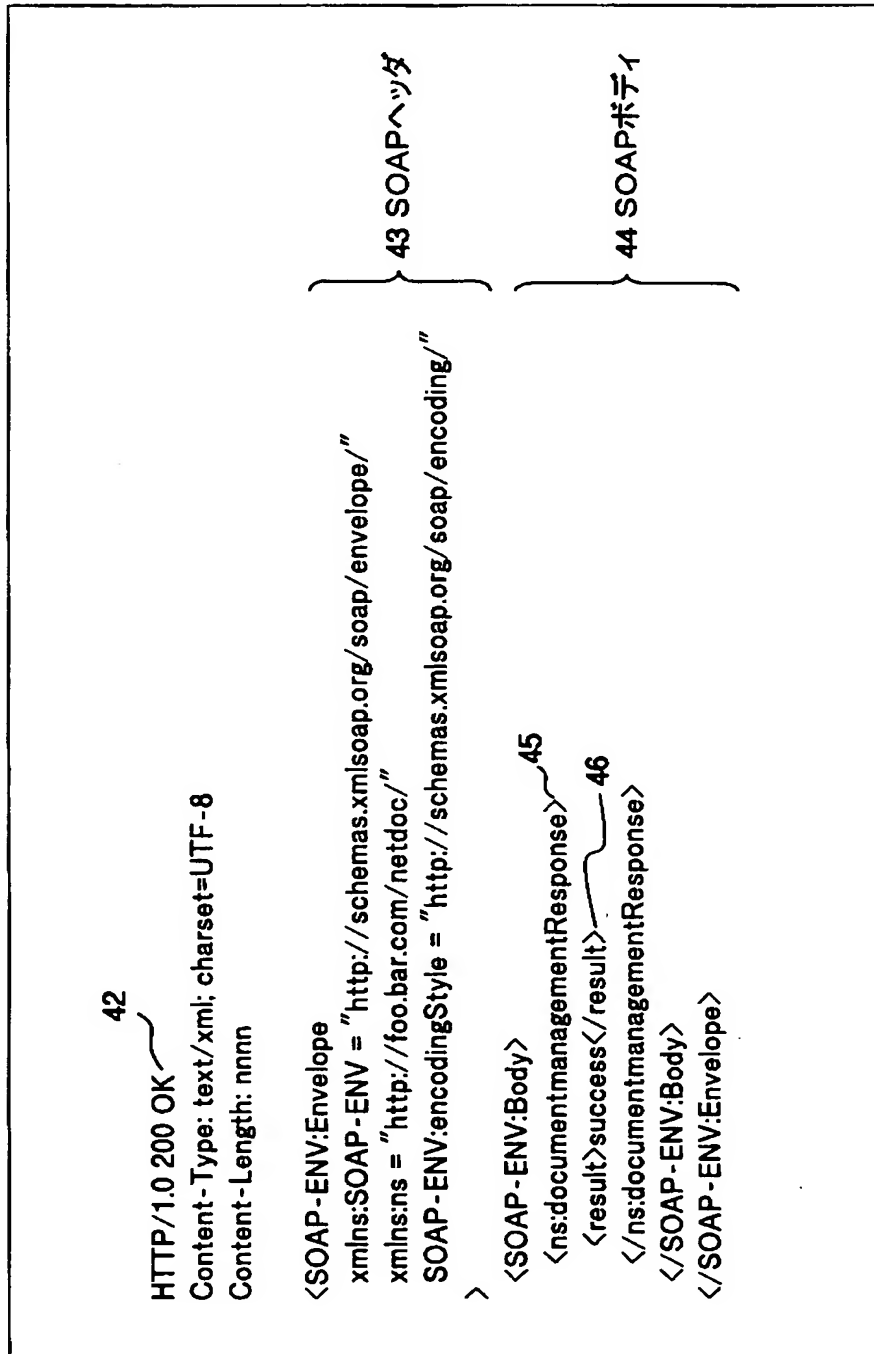 42
HTTP/1.0 200 OK
Content-Type: text/xml; charset=UTF-8
Content-Length: nnnn
<SOAP-ENV:Envelope
xmlns:SOAP-ENV = "http://schemas.xmlsoap.org/soap/envelope/"
xmlns:ns = "http://foo.bar.com/netdoc/"
SOAP-ENV:encodingStyle = "http://schemas.xmlsoap.org/soap/encoding/"
>
43 SOAPヘッダ
<SOAP-ENV:Body>
<ns:documentmanagementResponse> 45
<result>success</result> 46
</ns:documentmanagementResponse>
</SOAP-ENV:Body>
</SOAP-ENV:Envelope>
44 SOAPボディ